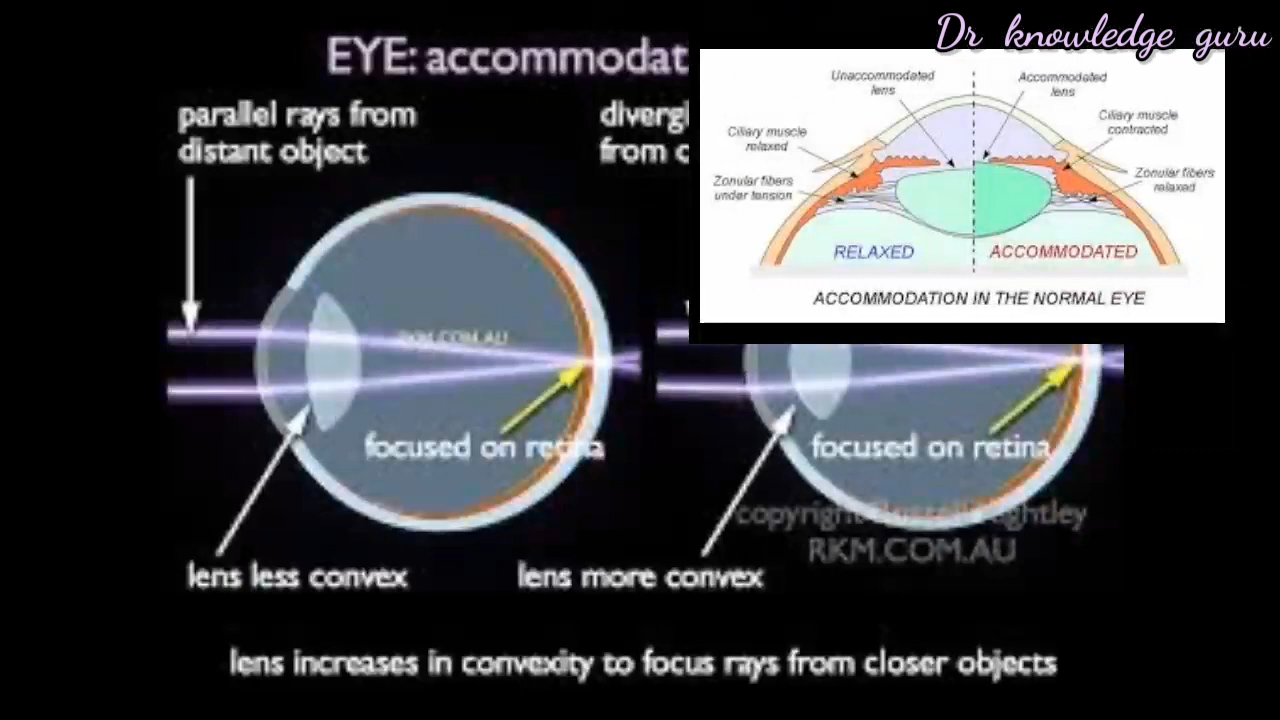 Dr knowledge guru
EYE: accommodat
parallel rays from
distant object
divergi
from c
Unaccommodated
lens
Accommodated
lens
Ciliary muscle
relaxed
Ciliary muscle
contracted
Zonular fibers
under tension
Zonular fibers
relaxed
RELAXED
ACCOMMODATED
ACCOMMODATION IN THE NORMAL EYE
RKM.COM.AU
focused on retina
focused on retina
copyright Russell Kightley
RKM.COM.AU
lens less convex
lens more convex
lens increases in convexity to focus rays from closer objects